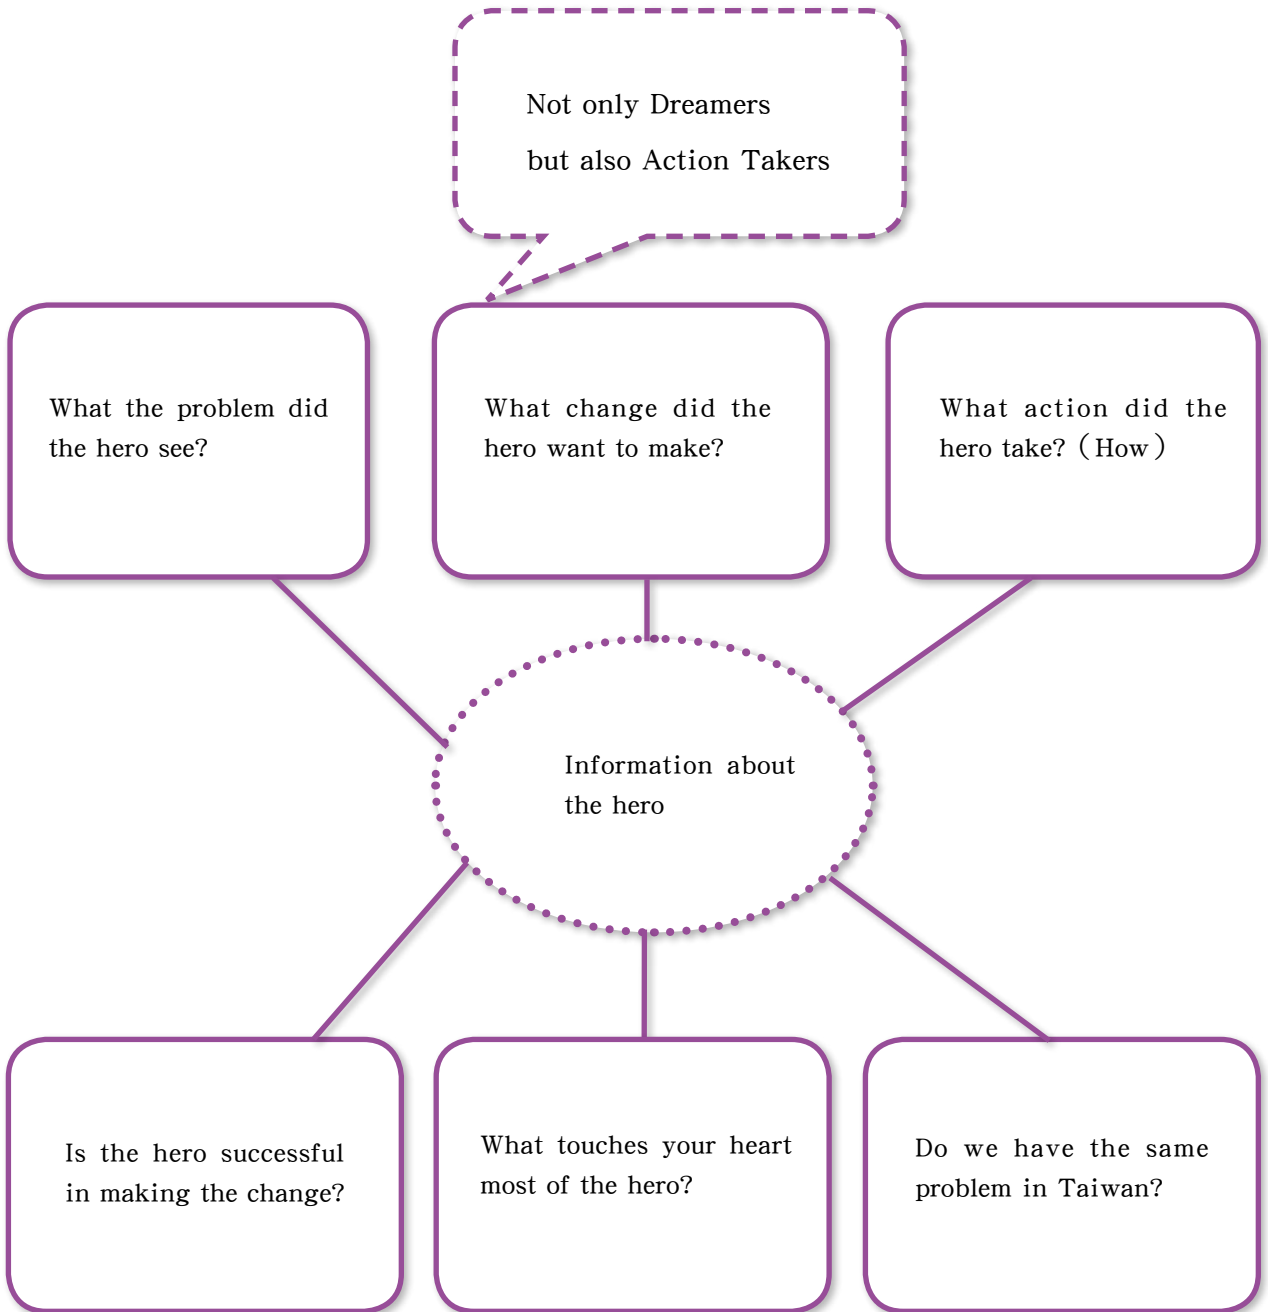 Not only Dreamers
but also Action Takers
What the problem did
the hero see?
What change did the
hero want to make?
What action did the
hero take? (How)
Information about
the hero
Is the hero successful
in making the change?
What touches your heart
most of the hero?
Do we have the same
problem in Taiwan?